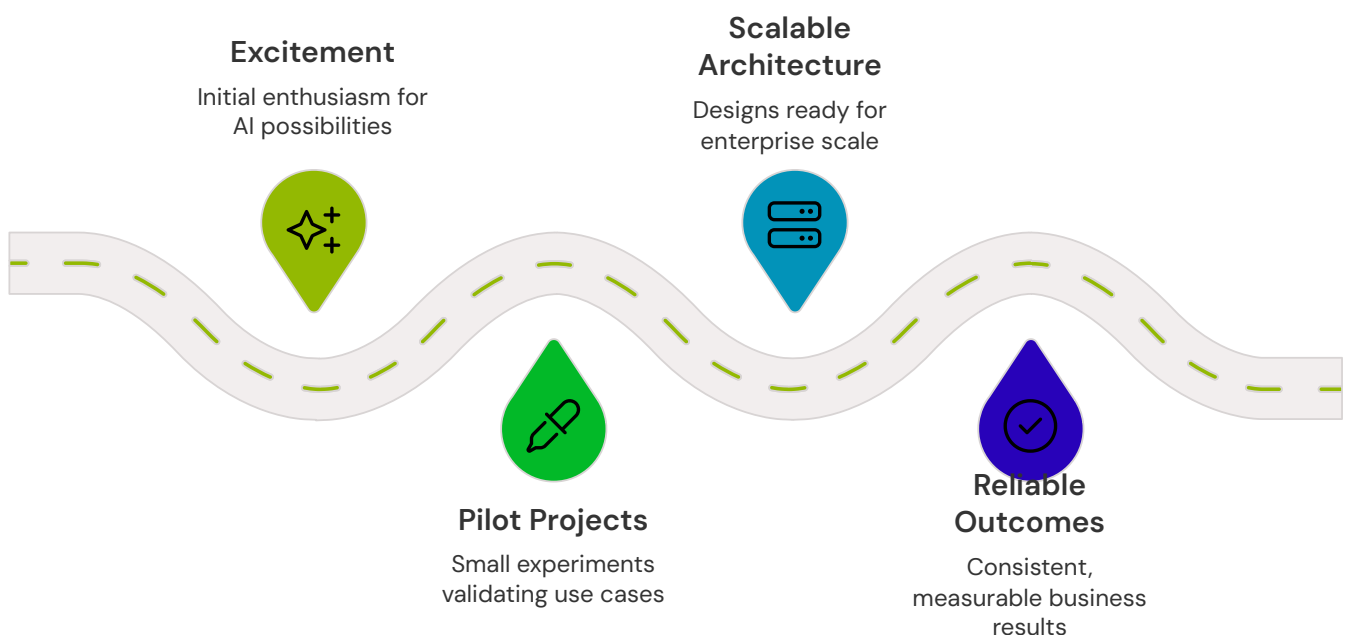 Excitement
Initial enthusiasm for
AI possibilities
Pilot Projects
Small experiments
validating use cases
Scalable
Architecture
Designs ready for
enterprise scale
Reliable
Outcomes
Consistent,
measurable business
results